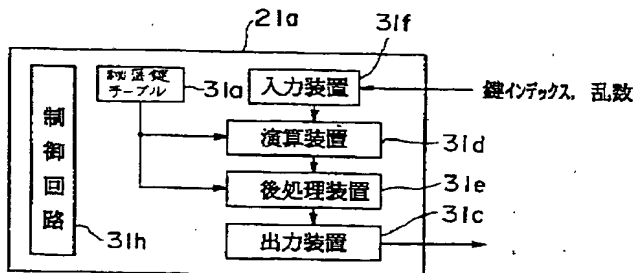 21a
31f
秘密鍵
テーブル
31a
入力装置
鍵インデックス, 乱数
制御回路
演算装置
31d
後処理装置
31e
31c
出力装置
31h